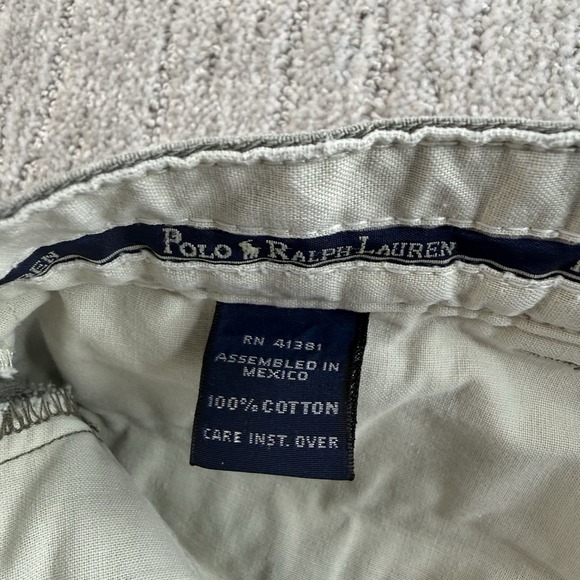 POLO RALPH LAUREN
RN 41381
ASSEMBLED IN
MEXICO
100% COTTON
CARE INST. OVER